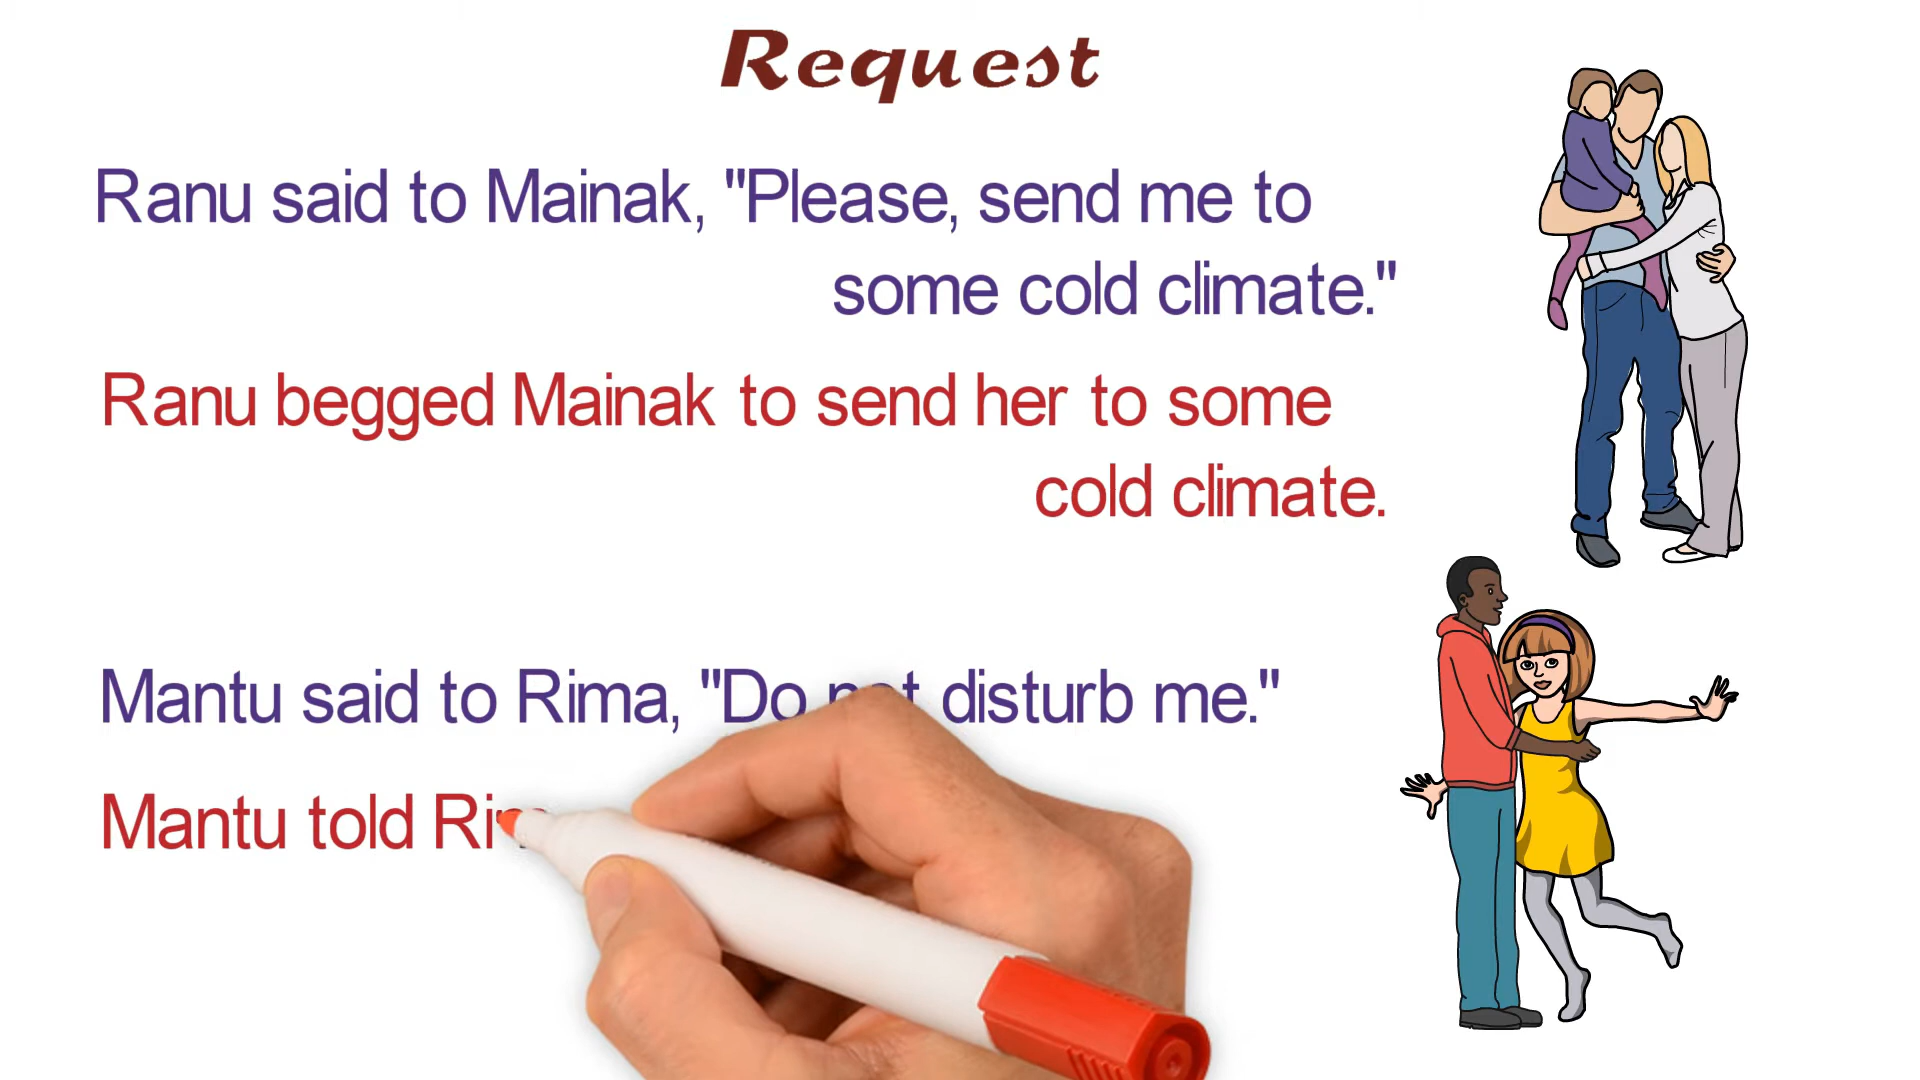 Request
Ranu said to Mainak, "Please, send me to
some cold climate."
Ranu begged Mainak to send her to some
cold climate.
Mantu said to Rima, "Do not disturb me."
Mantu told